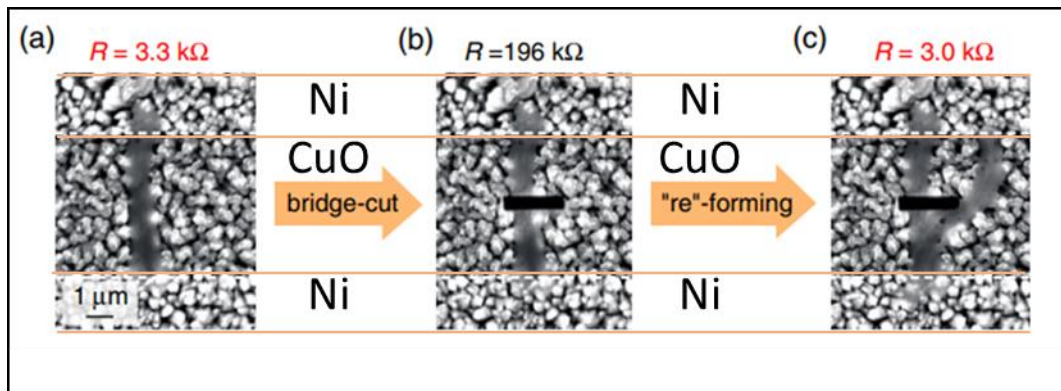 (a)
R = 3.3 kΩ
(b)
R =196 kΩ
(c)
R = 3.0 kΩ
Ni
Ni
CuO
CuO
bridge-cut
"re"-forming
1 μm
Ni
Ni